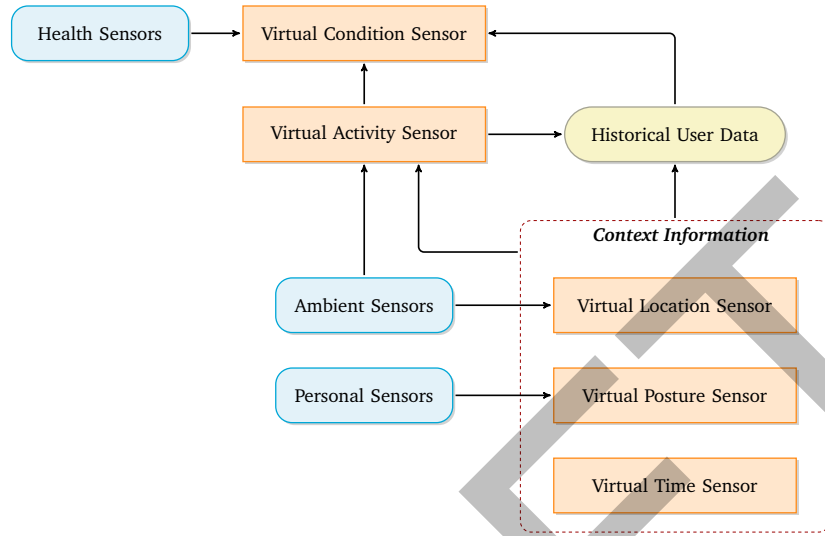 Health Sensors
Virtual Condition Sensor
Virtual Activity Sensor
Historical User Data
Context Information
Ambient Sensors
Virtual Location Sensor
Personal Sensors
Virtual Posture Sensor
Virtual Time Sensor